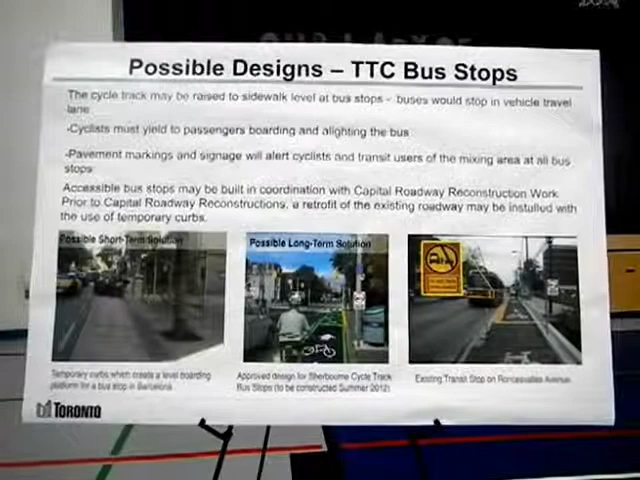 Possible Designs – TTC Bus Stops
The cycle track may be raised to sidewalk level at bus stops - buses would stop in vehicle travel
lane
-Cyclists must yield to passengers boarding and alighting the bus
-Pavement markings and signage will alert cyclists and transit users of the mixing area at all bus
stops
Accessible bus stops may be built in coordination with Capital Roadway Reconstruction Work.
Prior to Capital Roadway Reconstructions, a retrofit of the existing roadway may be installed with
the use of temporary curbs.
Possible Short-Term Solution
Possible Long-Term Solution
Temporary curbs which create a level boarding
platform for a bus stop in Barcelona
Approved design for Sherbourne Cycle Track
Bus Stops (to be constructed Summer 2012)
Existing Transit Stop on Roncesvalles Avenue
TORONTO